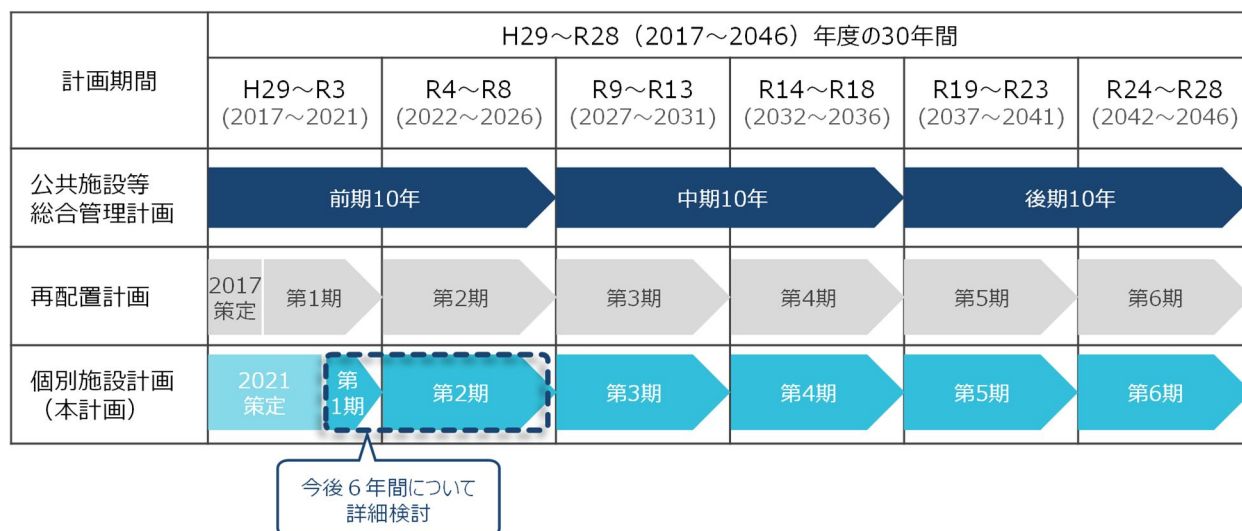 計画期間
H29～R28（2017～2046）年度の30年間
H29～R3
(2017～2021)
R4～R8
(2022～2026)
R9～R13
(2027～2031)
R14～R18
(2032～2036)
R19～R23
(2037～2041)
R24～R28
(2042～2046)
公共施設等
総合管理計画
前期10年
中期10年
後期10年
再配置計画
2017
策定
第1期
第2期
第3期
第4期
第5期
第6期
個別施設計画
（本計画）
2021
策定
第
1期
第2期
第3期
第4期
第5期
第6期
今後６年間について
詳細検討